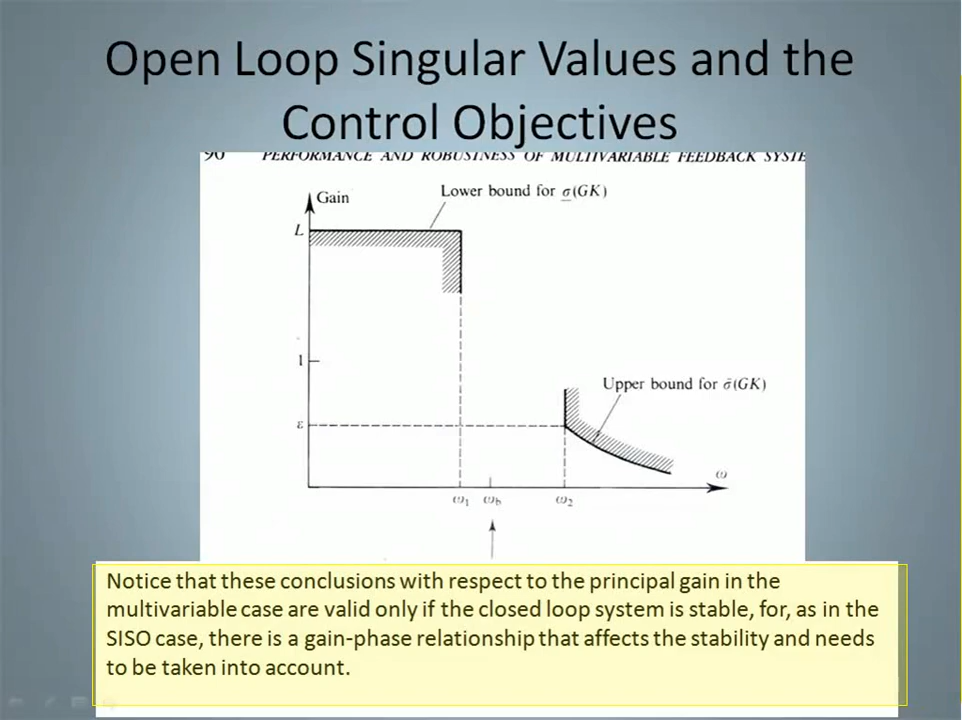 Open Loop Singular Values and the
Control Objectives
90 PERFORMANCE AND ROBUSTNESS OF MULTIVARIABLE FEEDBACK SYSTE
Gain
Lower bound for σ(GK)
L
1
Upper bound for σ̄(GK)
ε
ω
ω₁ ω_b ω₂
Notice that these conclusions with respect to the principal gain in the
multivariable case are valid only if the closed loop system is stable, for, as in the
SISO case, there is a gain-phase relationship that affects the stability and needs
to be taken into account.